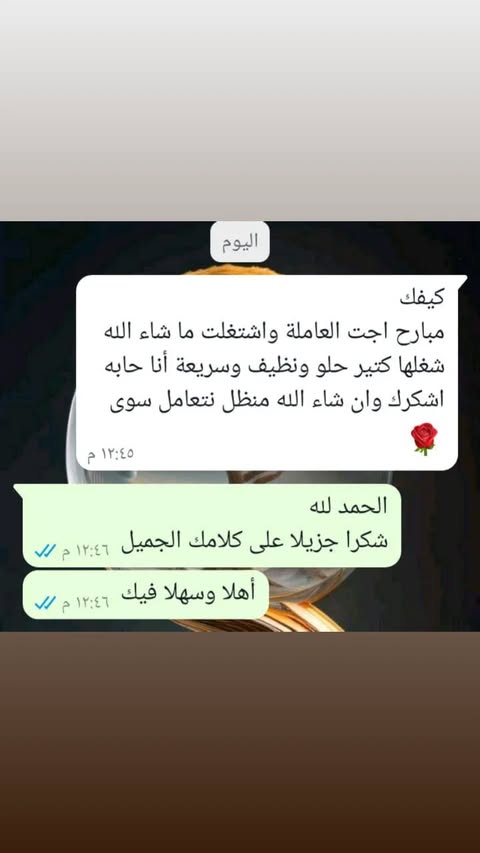 اليوم
كيفك
مبارح اجت العاملة واشتغلت ما شاء الله
شغلها كتير حلو ونظيف وسريعة أنا حابه
اشكرك وان شاء الله منظل نتعامل سوى
🌹
١٢:٤٥ م
الحمد لله
شكرا جزيلا على كلامك الجميل
١٢:٤٦ م
أهلا وسهلا فيك
١٢:٤٦ م